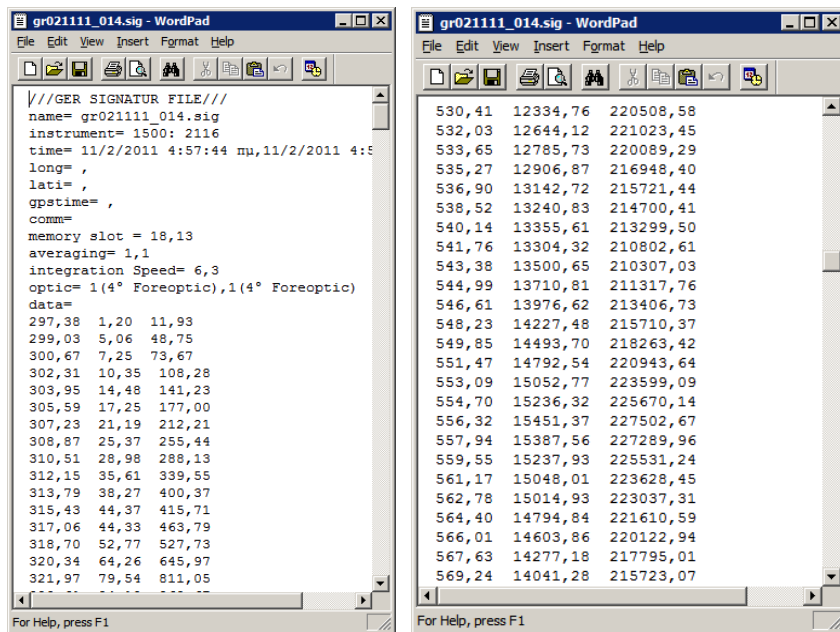 gr021111_014.sig - WordPad
File Edit View Insert Format Help
///GER SIGNATUR FILE///
name= gr021111_014.sig
instrument= 1500: 2116
time= 11/2/2011 4:57:44 πμ,11/2/2011 4:5
long= ,
lati= ,
gpstime= ,
comm=
memory slot = 18,13
averaging= 1,1
integration Speed= 6,3
optic= 1(4° Foreoptic),1(4° Foreoptic)
data=
297,38 1,20 11,93
299,03 5,06 48,75
300,67 7,25 73,67
302,31 10,35 108,28
303,95 14,48 141,23
305,59 17,25 177,00
307,23 21,19 212,21
308,87 25,37 255,44
310,51 28,98 288,13
312,15 35,61 339,55
313,79 38,27 400,37
315,43 44,37 415,71
317,06 44,33 463,79
318,70 52,77 527,73
320,34 64,26 645,97
321,97 79,54 811,05
For Help, press F1
gr021111_014.sig - WordPad
File Edit View Insert Format Help
530,41 12334,76 220508,58
532,03 12644,12 221023,45
533,65 12785,73 220089,29
535,27 12906,87 216948,40
536,90 13142,72 215721,44
538,52 13240,83 214700,41
540,14 13355,61 213299,50
541,76 13304,32 210802,61
543,38 13500,65 210307,03
544,99 13710,81 211317,76
546,61 13976,62 213406,73
548,23 14227,48 215710,37
549,85 14493,70 218263,42
551,47 14792,54 220943,64
553,09 15052,77 223599,09
554,70 15236,32 225670,14
556,32 15451,37 227502,67
557,94 15387,56 227289,96
559,55 15237,93 225531,24
561,17 15048,01 223628,45
562,78 15014,93 223037,31
564,40 14794,84 221610,59
566,01 14603,86 220122,94
567,63 14277,18 217795,01
569,24 14041,28 215723,07
For Help, press F1